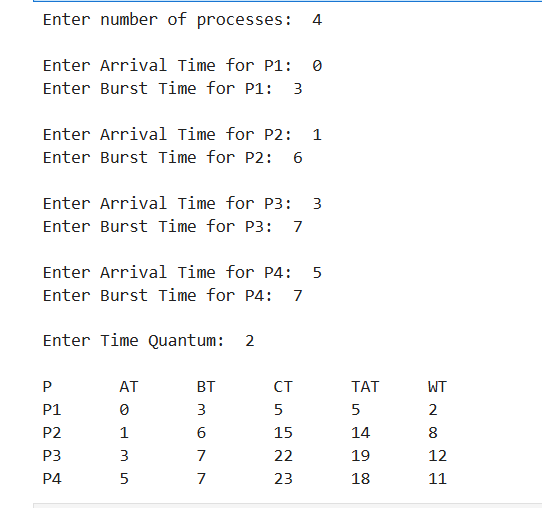 Enter number of processes:  4
Enter Arrival Time for P1:  0
Enter Burst Time for P1:  3
Enter Arrival Time for P2:  1
Enter Burst Time for P2:  6
Enter Arrival Time for P3:  3
Enter Burst Time for P3:  7
Enter Arrival Time for P4:  5
Enter Burst Time for P4:  7
Enter Time Quantum:  2
P AT BT CT TAT WT
P1 0 3 5 5 2
P2 1 6 15 14 8
P3 3 7 22 19 12
P4 5 7 23 18 11